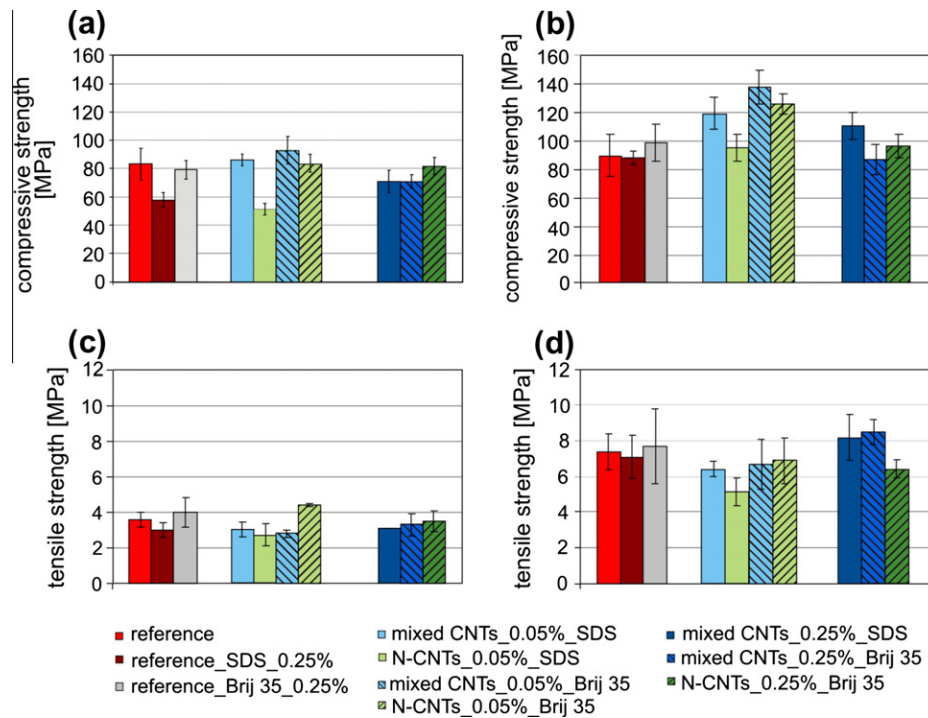 (a)
160
140
120
100
80
60
40
20
0
compressive strength
[MPa]
(b)
160
140
120
100
80
60
40
20
0
compressive strength [MPa]
(c)
12
10
8
6
4
2
0
tensile strength [MPa]
(d)
12
10
8
6
4
2
0
tensile strength [MPa]
reference
reference_SDS_0.25%
reference_Brij 35_0.25%
mixed CNTs_0.05%_SDS
N-CNTs_0.05%_SDS
mixed CNTs_0.05%_Brij 35
N-CNTs_0.05%_Brij 35
mixed CNTs_0.25%_SDS
mixed CNTs_0.25%_Brij 35
N-CNTs_0.25%_Brij 35